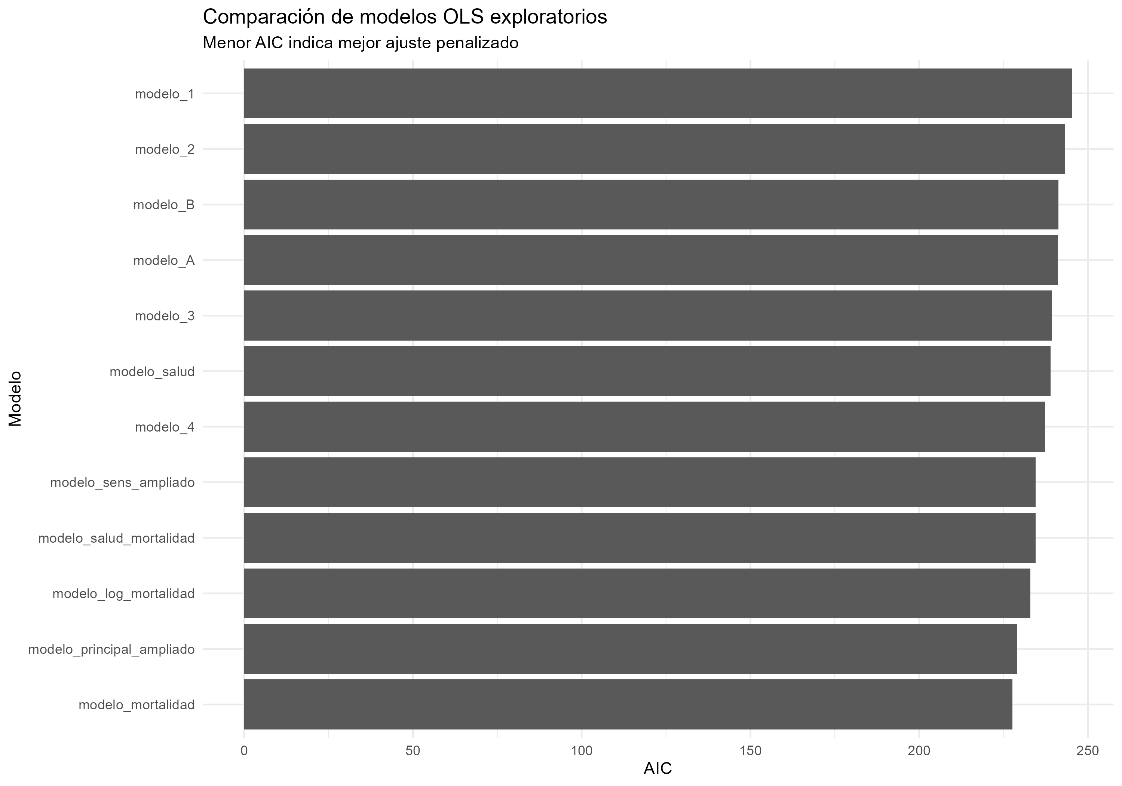 Comparación de modelos OLS exploratorios
Menor AIC indica mejor ajuste penalizado
Modelo
modelo_1
modelo_2
modelo_B
modelo_A
modelo_3
modelo_salud
modelo_4
modelo_sens_ampliado
modelo_salud_mortalidad
modelo_log_mortalidad
modelo_principal_ampliado
modelo_mortalidad
0 50 100 150 200 250
AIC